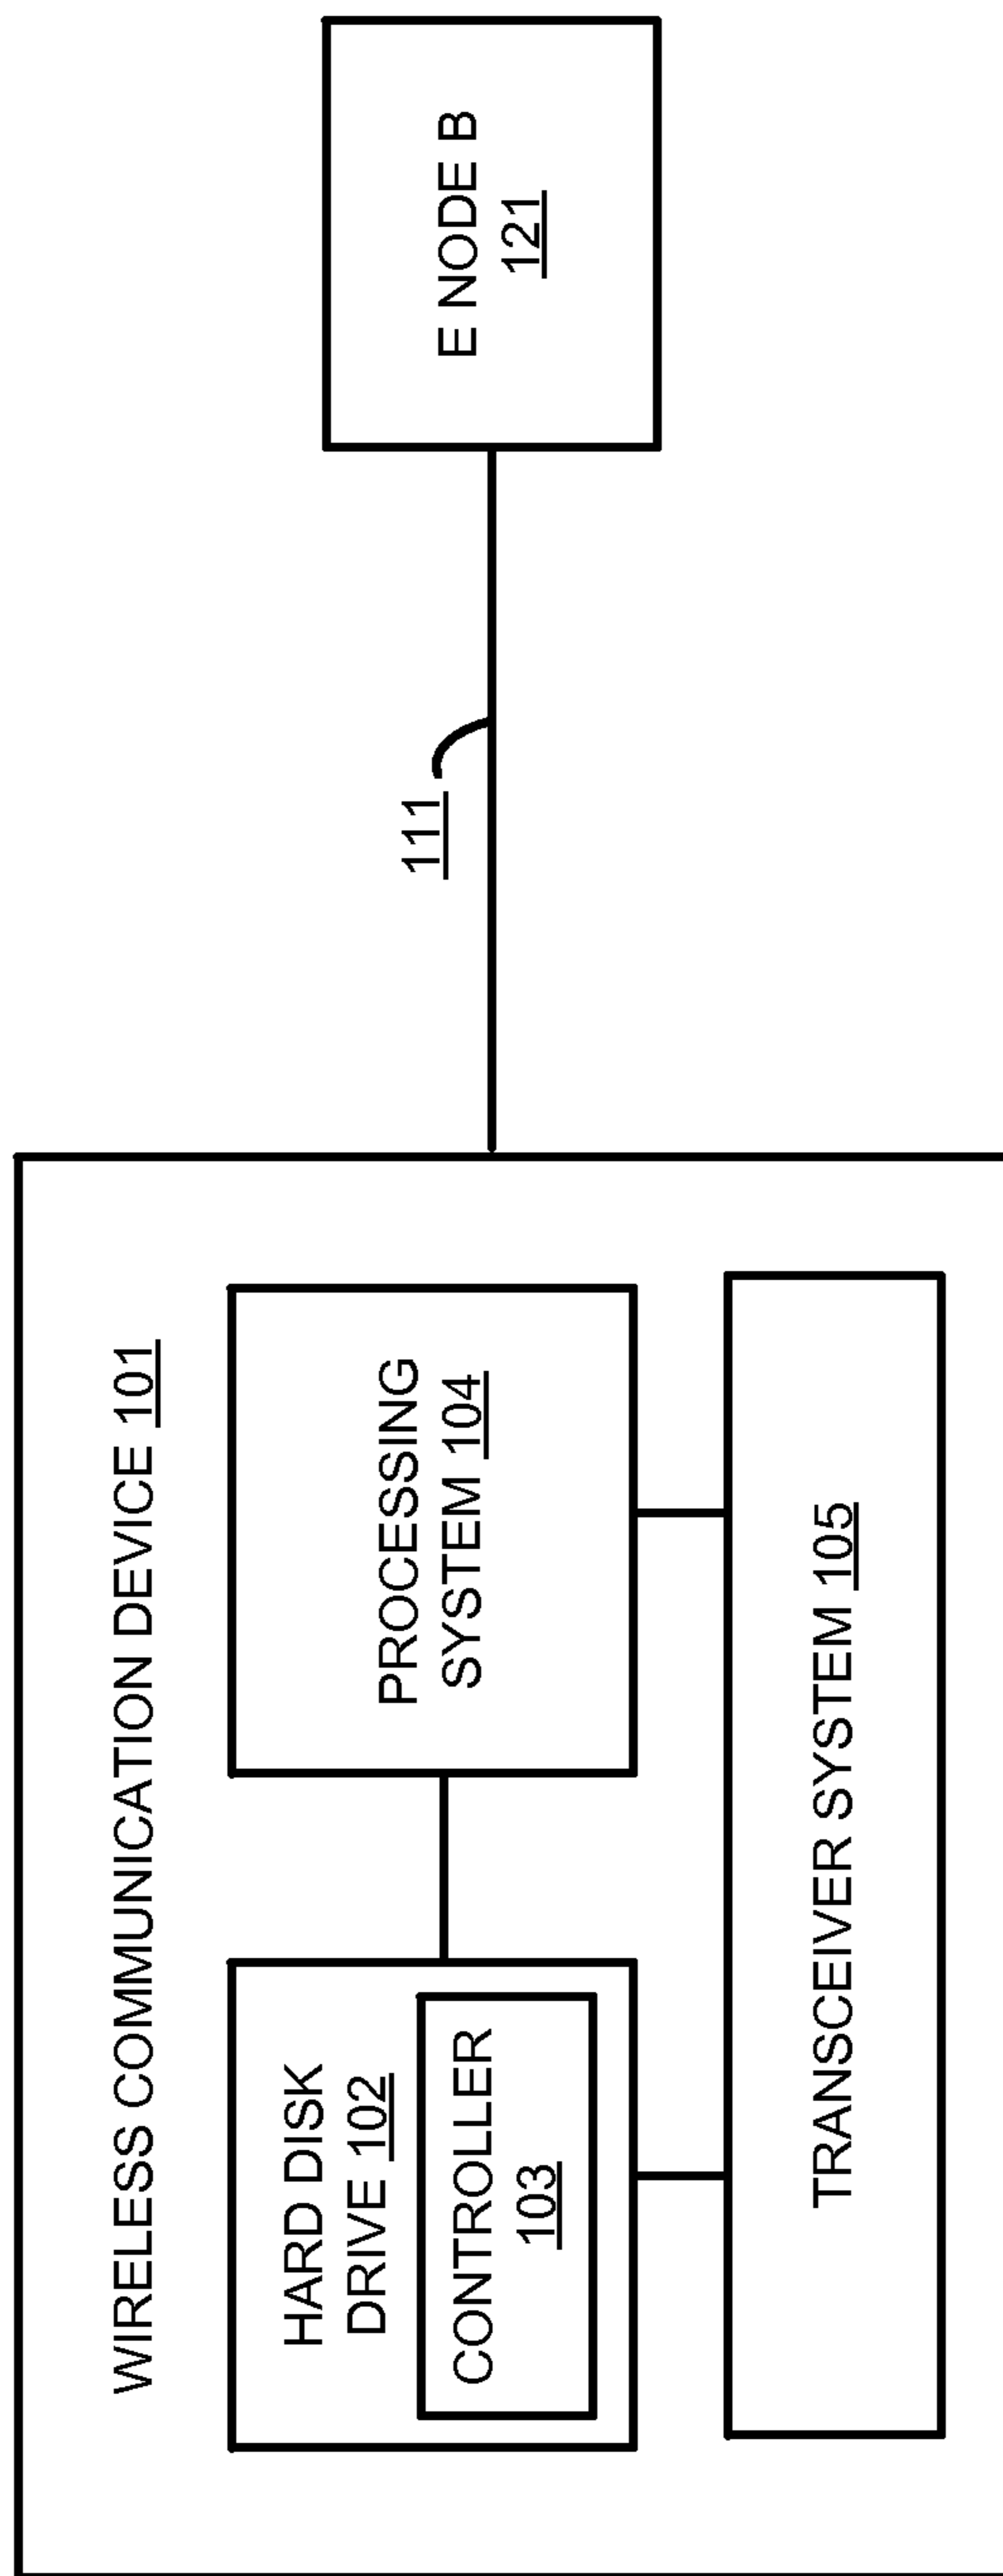 WIRELESS COMMUNICATION DEVICE 101
HARD DISK
DRIVE 102
CONTROLLER
103
PROCESSING
SYSTEM 104
TRANSCEIVER SYSTEM 105
111
E NODE B
121